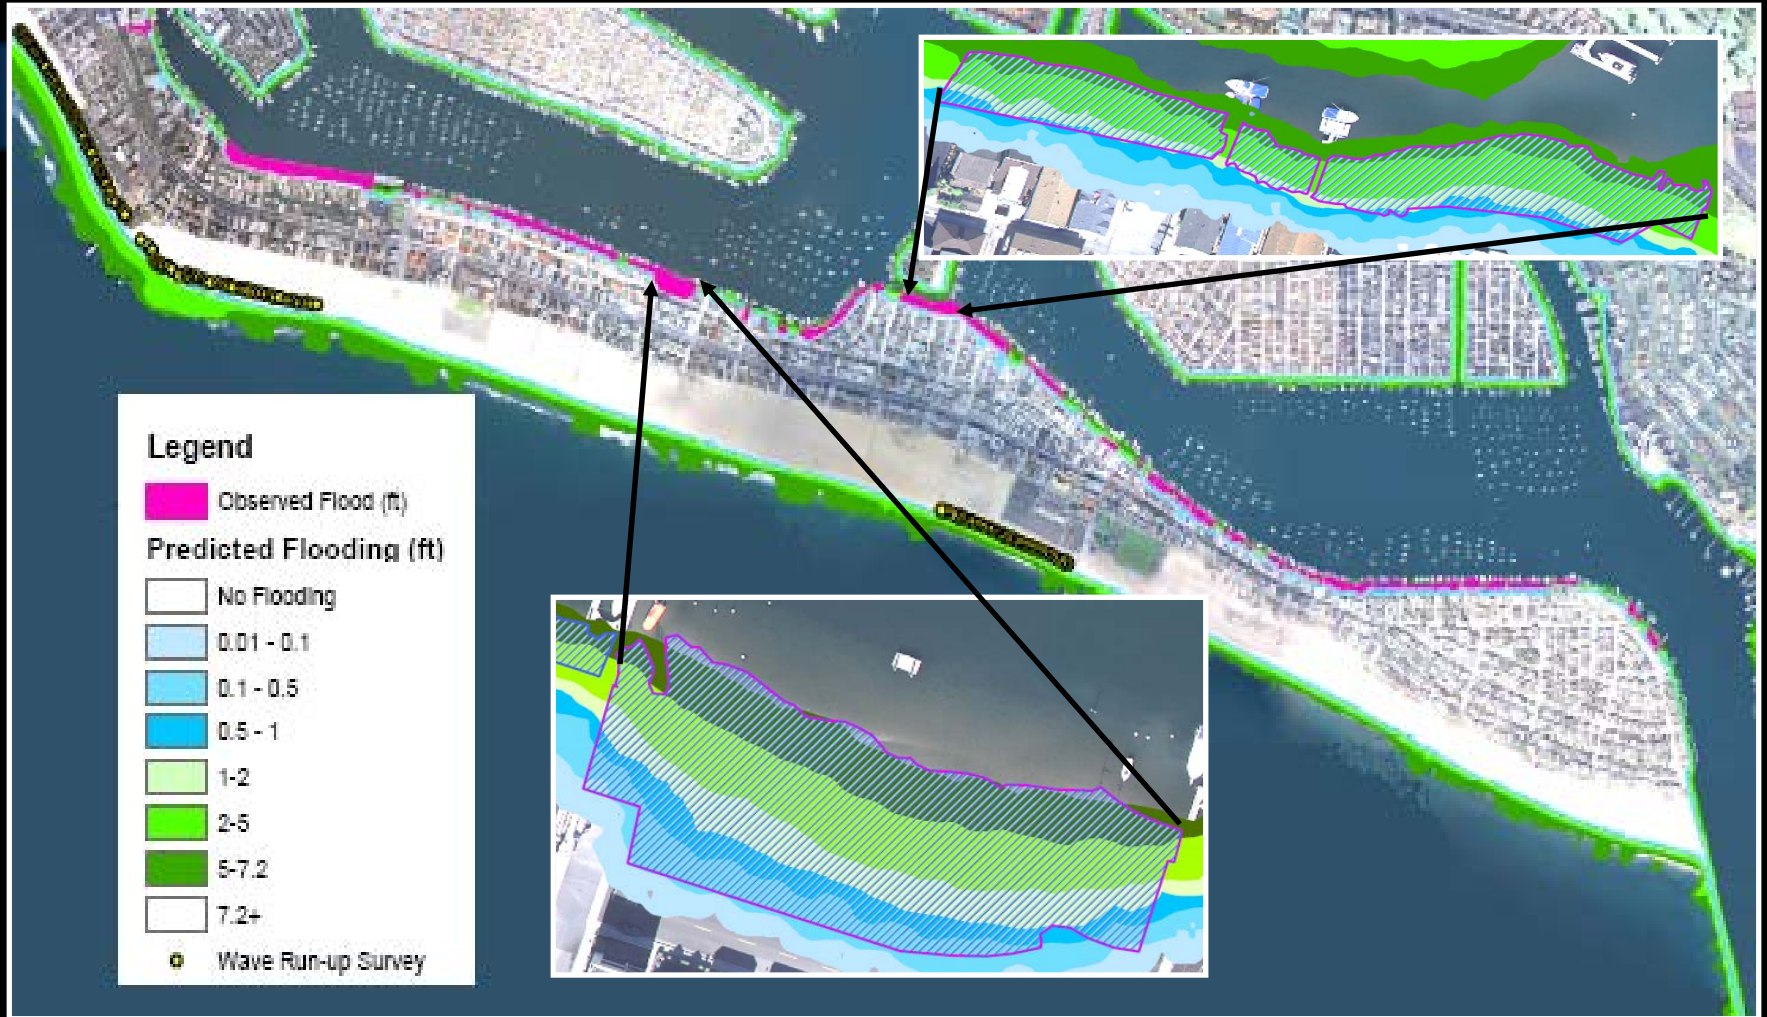 Legend
Observed Flood (ft)
Predicted Flooding (ft)
No Flooding
0.01 - 0.1
0.1 - 0.5
0.5 - 1
1-2
2-5
5-7.2
7.2+
Wave Run-up Survey